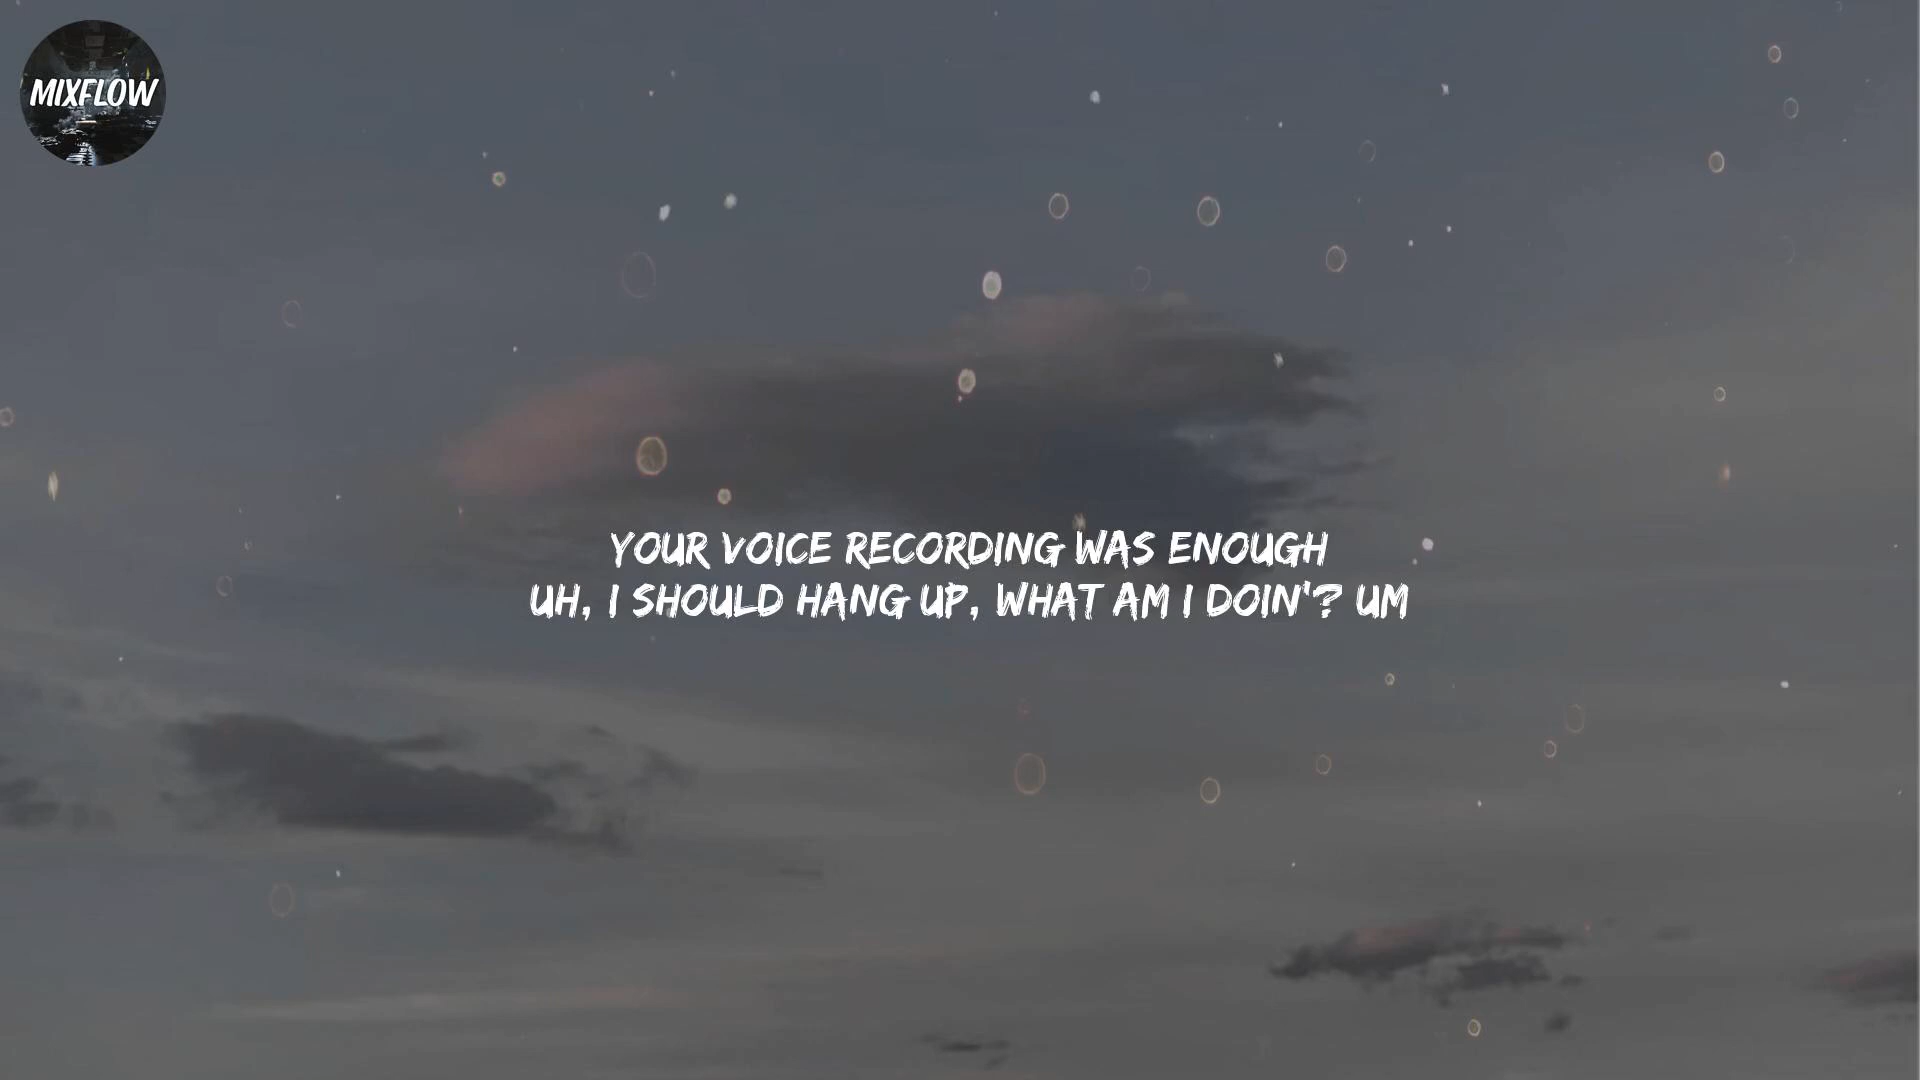 MIXFLOW
YOUR VOICE RECORDING WAS ENOUGH
UH, I SHOULD HANG UP, WHAT AM I DOIN'? UM